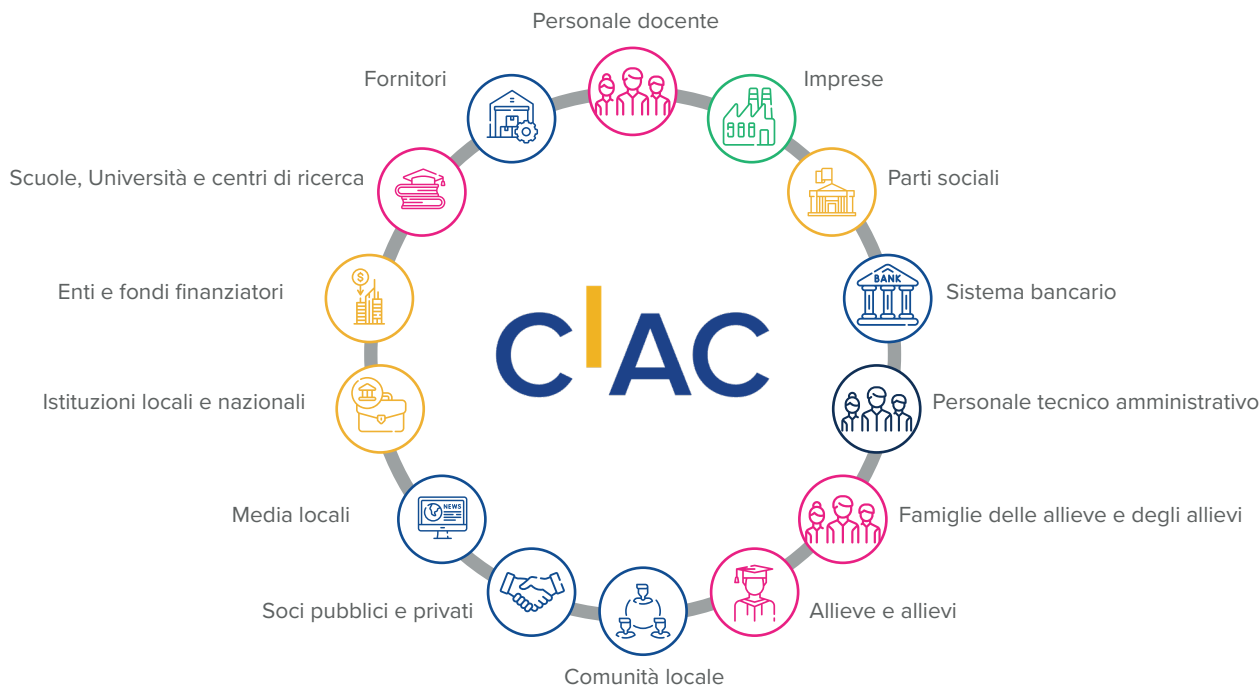 Personale docente
Fornitori
Imprese
Scuole, Università e centri di ricerca
Parti sociali
BANK
Enti e fondi finanziatori
Sistema bancario
CIAC
Istituzioni locali e nazionali
Personale tecnico amministrativo
NEWS
Media locali
Famiglie delle allieve e degli allievi
Soci pubblici e privati
Allieve e allievi
Comunità locale